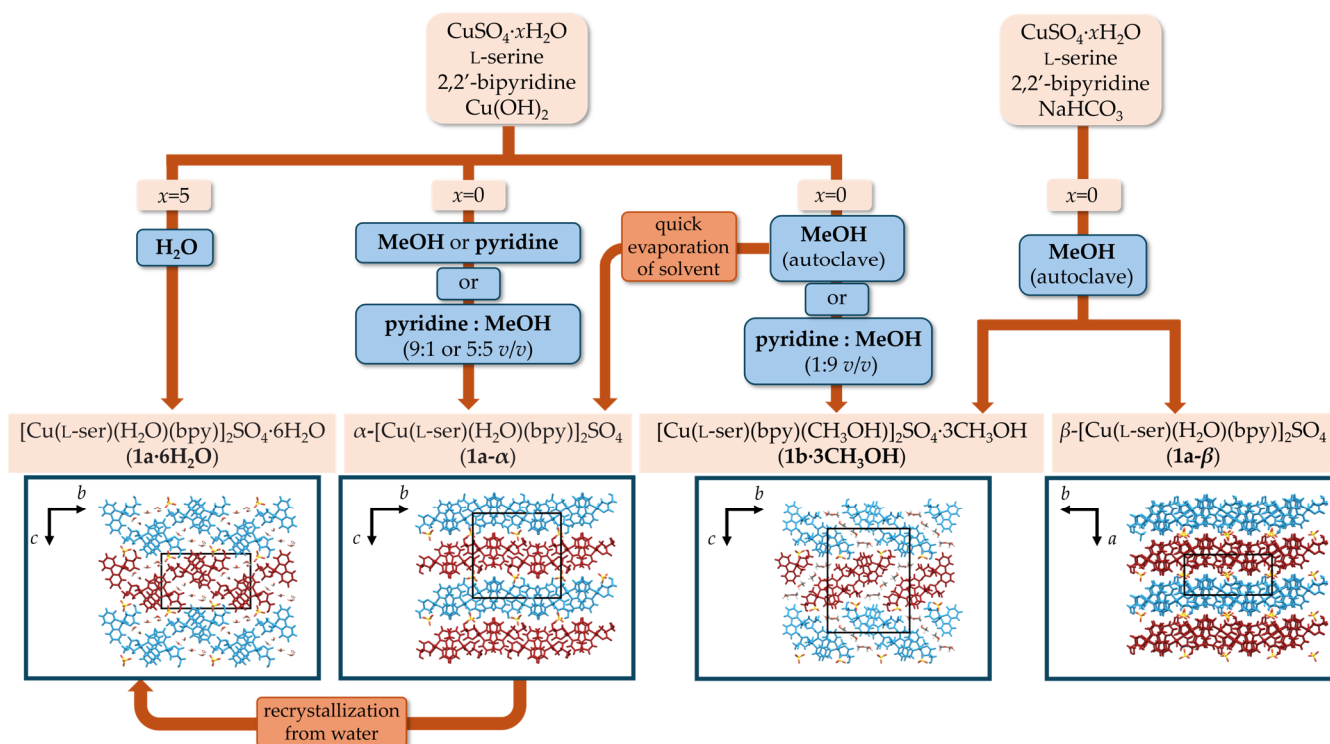 CuSO₄·xH₂O
L-serine
2,2’-bipyridine
Cu(OH)₂
CuSO₄·xH₂O
L-serine
2,2’-bipyridine
NaHCO₃
x=5
x=0
x=0
x=0
H₂O
MeOH or pyridine
or
pyridine : MeOH
(9:1 or 5:5 v/v)
quick
evaporation
of solvent
MeOH
(autoclave)
or
pyridine : MeOH
(1:9 v/v)
MeOH
(autoclave)
[Cu(L-ser)(H₂O)(bpy)]₂SO₄·6H₂O
(1a·6H₂O)
α-[Cu(L-ser)(H₂O)(bpy)]₂SO₄
(1a-α)
[Cu(L-ser)(bpy)(CH₃OH)]₂SO₄·3CH₃OH
(1b·3CH₃OH)
β-[Cu(L-ser)(H₂O)(bpy)]₂SO₄
(1a-β)
b
c
b
c
b
c
b
a
recrystallization
from water